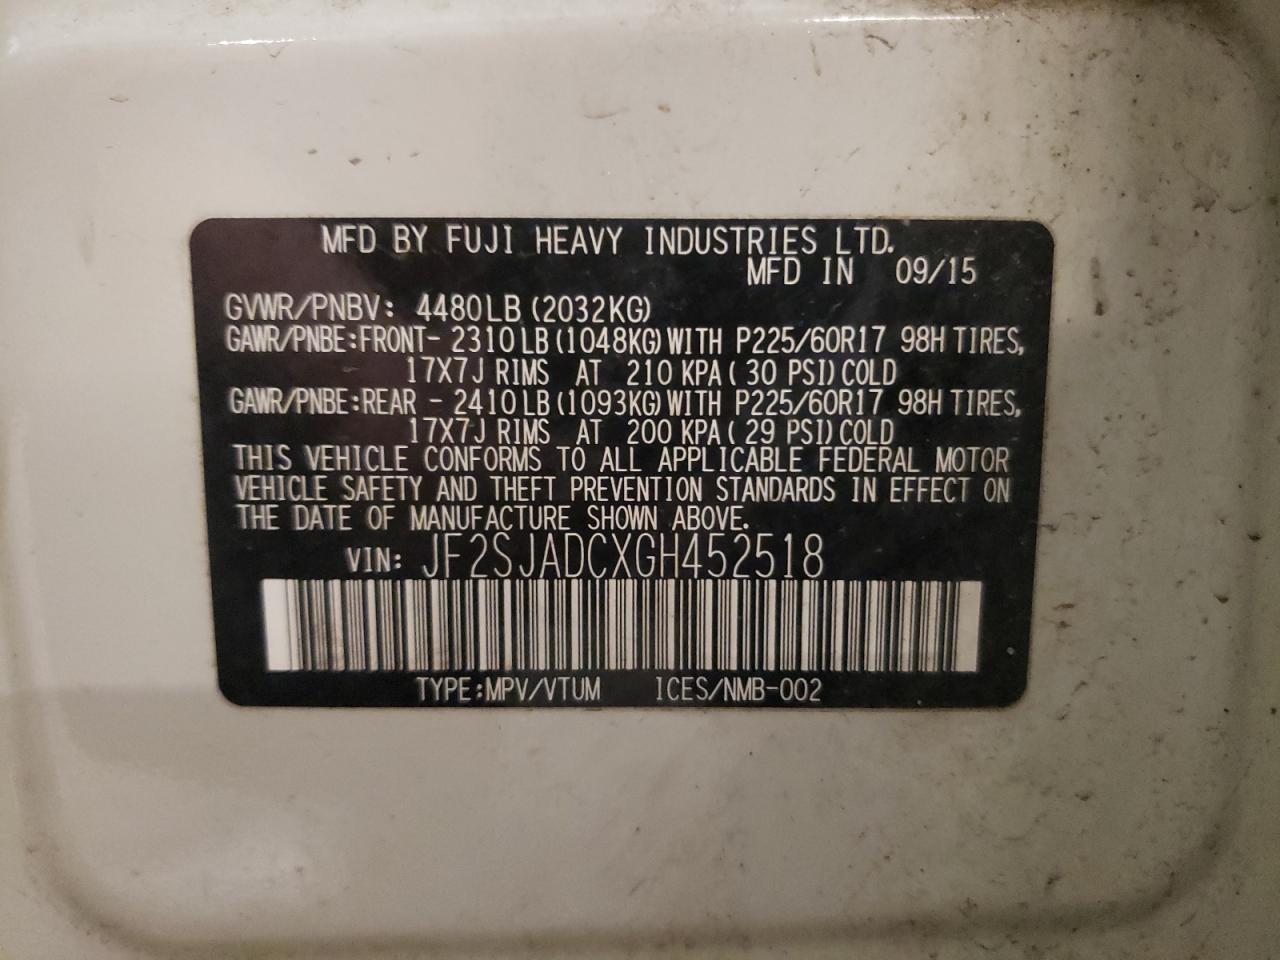 MFD BY FUJI HEAVY INDUSTRIES LTD.
MFD IN 09/15
GVWR/PNBV: 4480LB (2032KG)
GAWR/PNBE:FRONT- 2310LB (1048KG) WITH P225/60R17 98H TIRES,
17X7J RIMS AT 210 KPA ( 30 PSI) COLD
GAWR/PNBE:REAR - 2410LB (1093KG) WITH P225/60R17 98H TIRES,
17X7J RIMS AT 200 KPA ( 29 PSI) COLD
THIS VEHICLE CONFORMS TO ALL APPLICABLE FEDERAL MOTOR
VEHICLE SAFETY AND THEFT PREVENTION STANDARDS IN EFFECT ON
THE DATE OF MANUFACTURE SHOWN ABOVE.
VIN: JF2SJADCXGH452518
TYPE:MPV/VTUM ICES/NMB-002